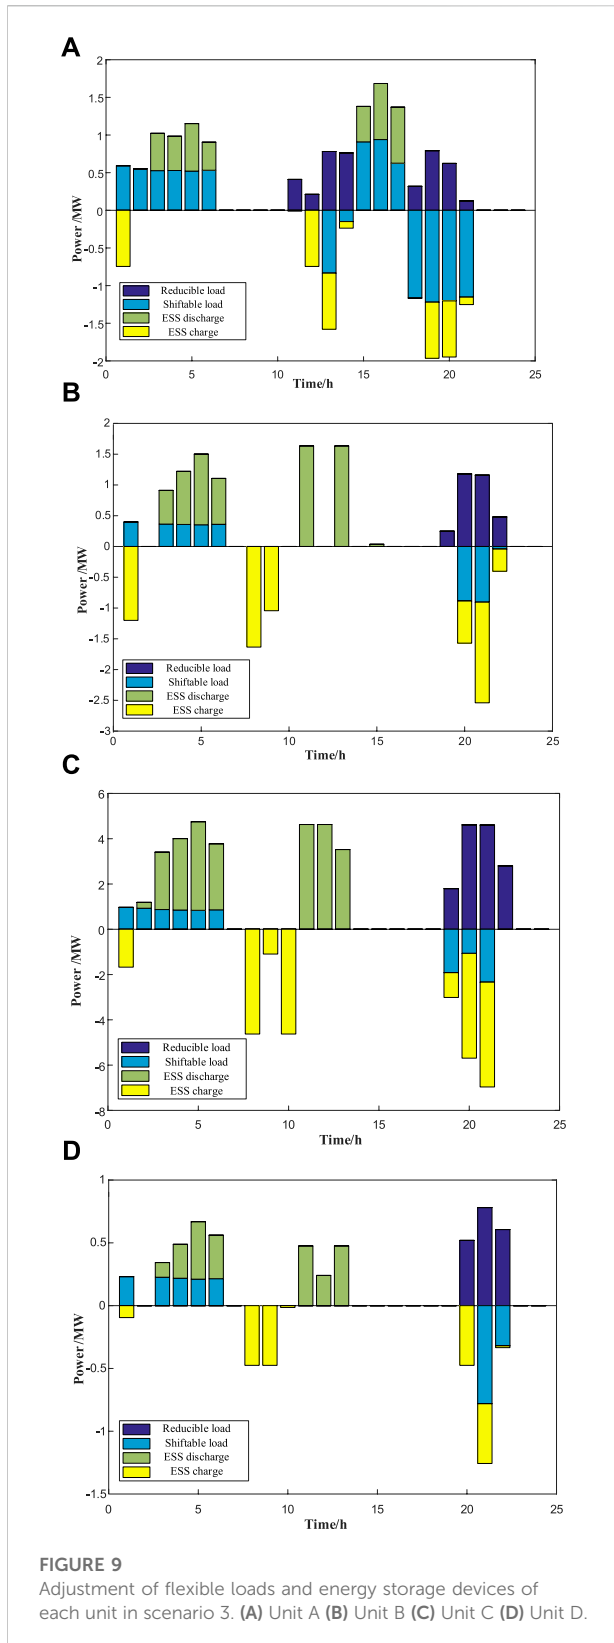 A
2
1.5
1
0.5
0
-0.5
-1
-1.5
-2
Power /MW
Reducible load
Shiftable load
ESS discharge
ESS charge
0 5 10 15 20 25
Time/h
B
2
1.5
1
0.5
0
-0.5
-1
-1.5
-2
-2.5
-3
Power /MW
Reducible load
Shiftable load
ESS discharge
ESS charge
0 5 10 15 20 25
Time/h
C
6
4
2
0
-2
-4
-6
-8
Power /MW
Reducible load
Shiftable load
ESS discharge
ESS charge
0 5 10 15 20 25
Time/h
D
1
0.5
0
-0.5
-1
-1.5
Power /MW
Reducible load
Shiftable load
ESS discharge
ESS charge
0 5 10 15 20 25
Time/h
FIGURE 9
Adjustment of flexible loads and energy storage devices of
each unit in scenario 3. (A) Unit A (B) Unit B (C) Unit C (D) Unit D.